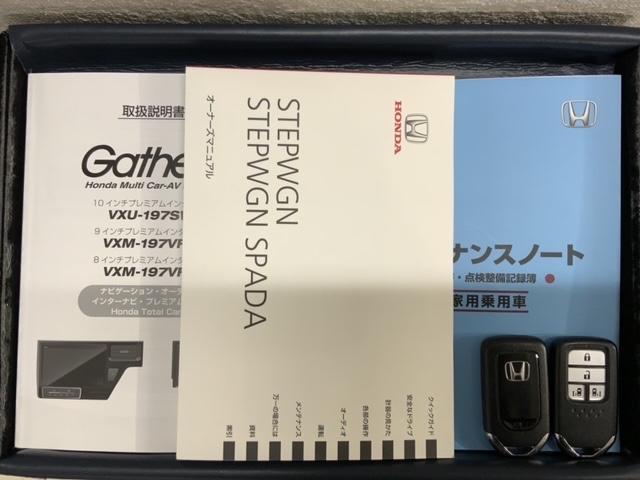 取扱説明書
Gathe
Honda Multi Car-AV
10インチプレミアムイン
VXU-197SW
9インチプレミアムイン
VXM-197VF
8インチプレミアムイン
VXM-197VF
ナビゲーション・オーデ
インターナビ・プレミア
Honda Total Car
STEPWGN
STEPWGN SPADA
オーナーズマニュアル
HONDA
クイックガイド
安全なドライブ
計器の見かた
各部の操作
オーディオ
運転
メンテナンス
万一の場合には
資料
索引
ナンスノート
・点検整備記録簿
家用乗用車